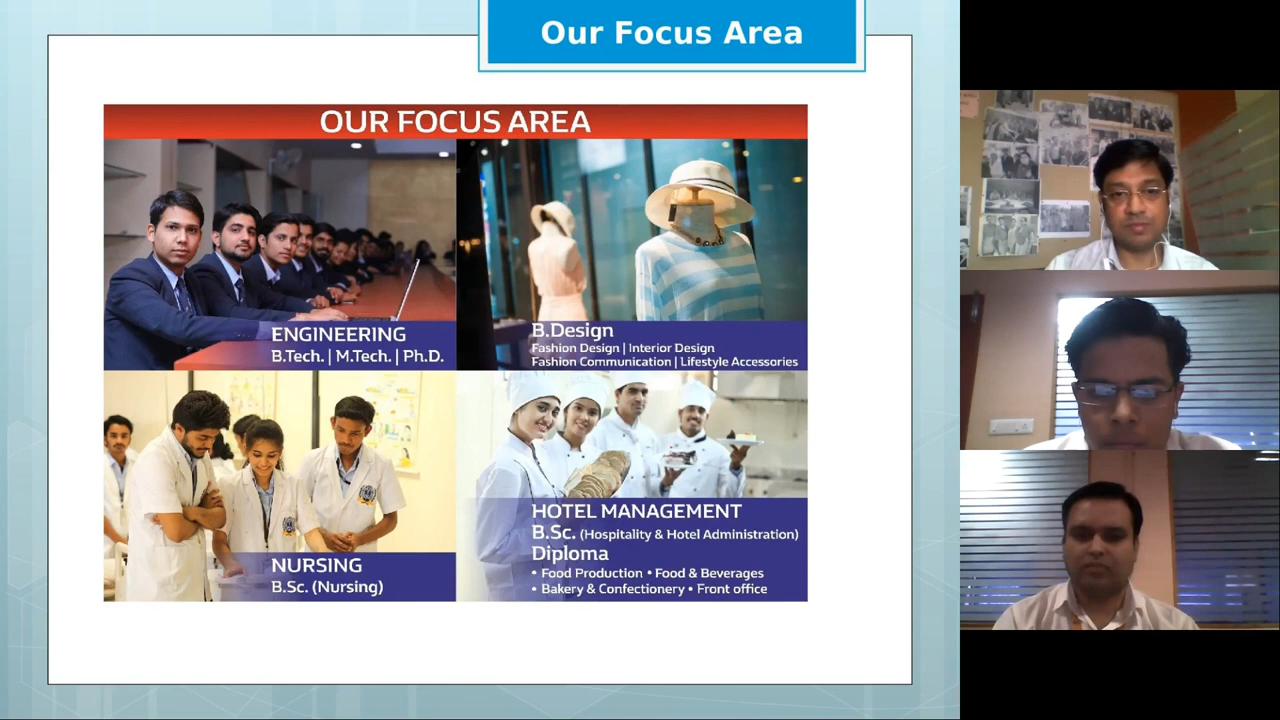 Our Focus Area
OUR FOCUS AREA
ENGINEERING
B.Tech. | M.Tech. | Ph.D.
B.Design
Fashion Design | Interior Design
Fashion Communication | Lifestyle Accessories
NURSING
B.Sc. (Nursing)
HOTEL MANAGEMENT
B.Sc. (Hospitality & Hotel Administration)
Diploma
• Food Production • Food & Beverages
• Bakery & Confectionery • Front office